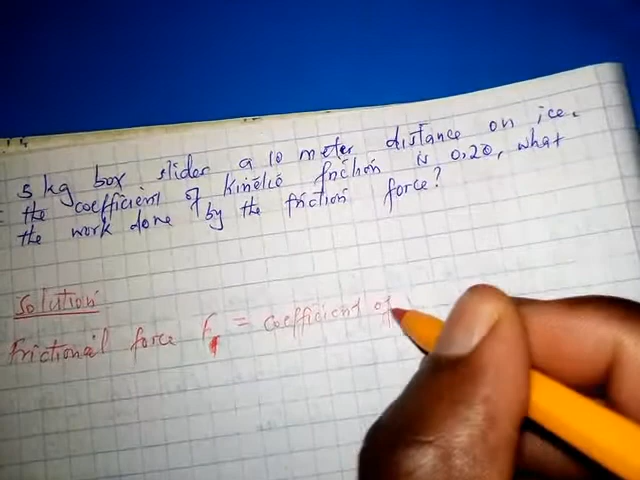 5 kg box slides a 10 meter distance on ice.
the coefficient of kinetic friction is 0.20, what
the work done by the friction force?
Solution
Frictional force F = coefficient of